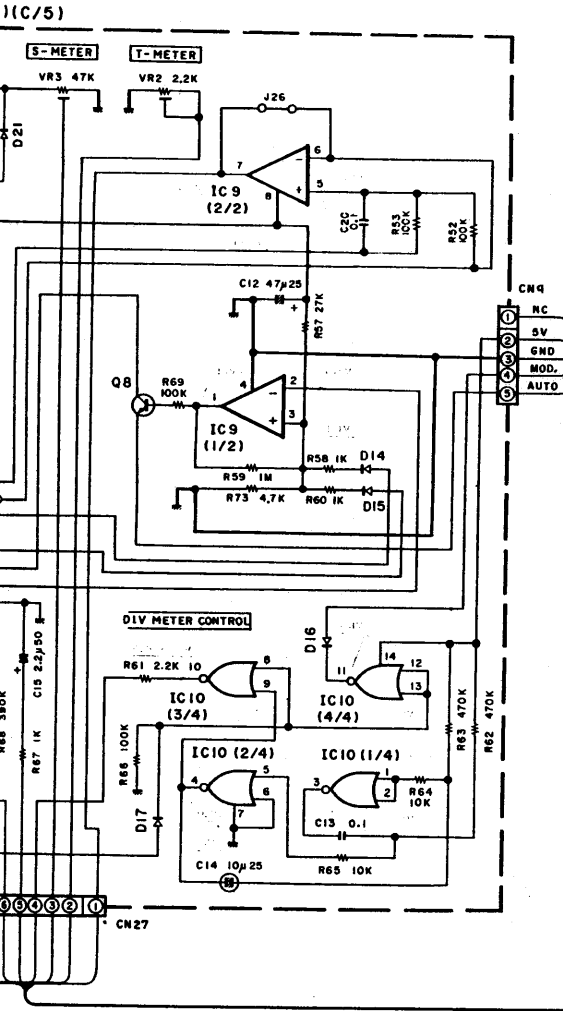 )(C/5)
S-METER
T-METER
VR3 47K
VR2 2.2K
J26
D21
7
6
5
8
IC9
(2/2)
C20
0.1
R53
100K
R52
100K
C12 47µ25
+
R57 27K
CN9
1 NC
2 5V
3 GND
4 MOD.
5 AUTO
Q8
R69
100K
1
4
2
3
IC9
(1/2)
R58 1K
D14
R59 1M
R73 4.7K
R60 1K
D15
DIV METER CONTROL
D16
14
C15 2.2µ50
+
R61 2.2K
10
8
9
11
12
13
IC10
(3/4)
IC10
(4/4)
R68 390K
R67 1K
R66 100K
R63 470K
R62 470K
IC10 (2/4)
IC10 (1/4)
4
5
6
7
3
1
2
R64
10K
D17
C13 0.1
C14 10µ25
R65 10K
6 5 4 3 2 1
CN27